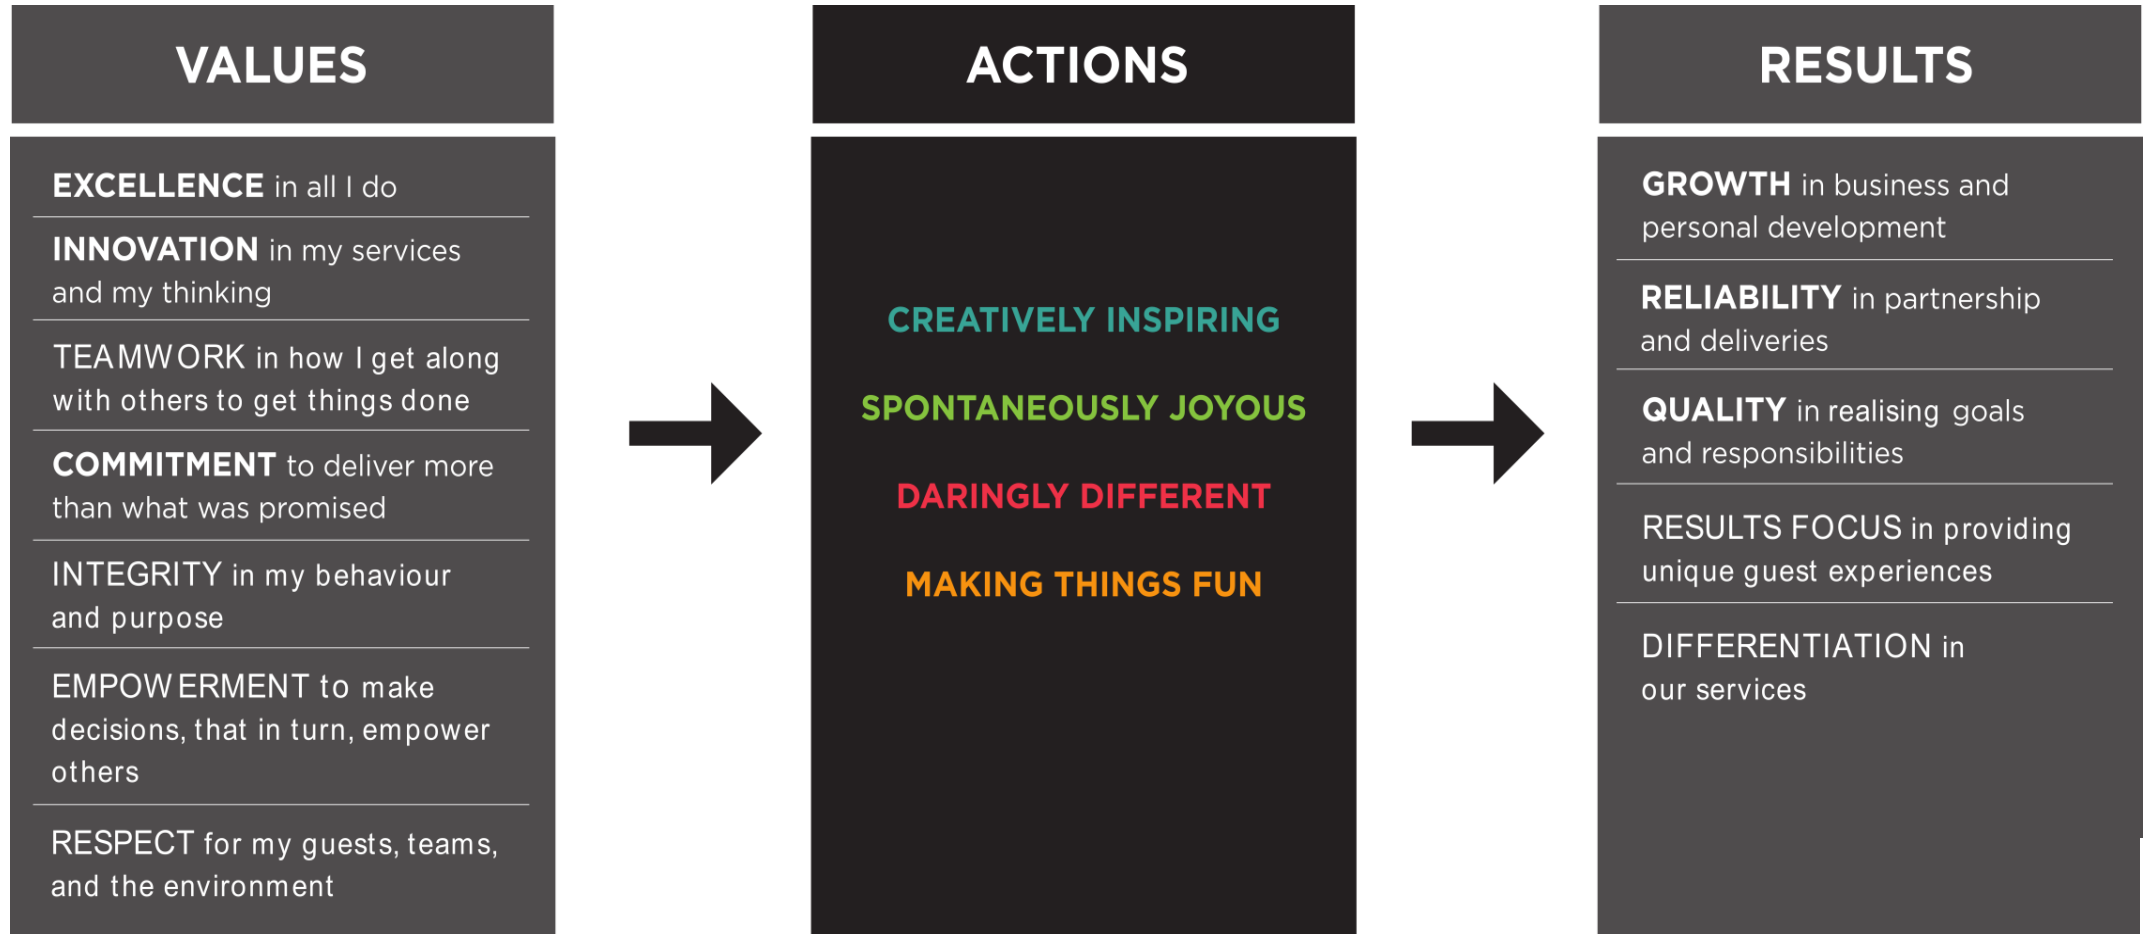 VALUES
EXCELLENCE in all I do
INNOVATION in my services
and my thinking
TEAMWORK in how I get along
with others to get things done
COMMITMENT to deliver more
than what was promised
INTEGRITY in my behaviour
and purpose
EMPOWERMENT to make
decisions, that in turn, empower
others
RESPECT for my guests, teams,
and the environment
ACTIONS
CREATIVELY INSPIRING
SPONTANEOUSLY JOYOUS
DARINGLY DIFFERENT
MAKING THINGS FUN
RESULTS
GROWTH in business and
personal development
RELIABILITY in partnership
and deliveries
QUALITY in realising goals
and responsibilities
RESULTS FOCUS in providing
unique guest experiences
DIFFERENTIATION in
our services